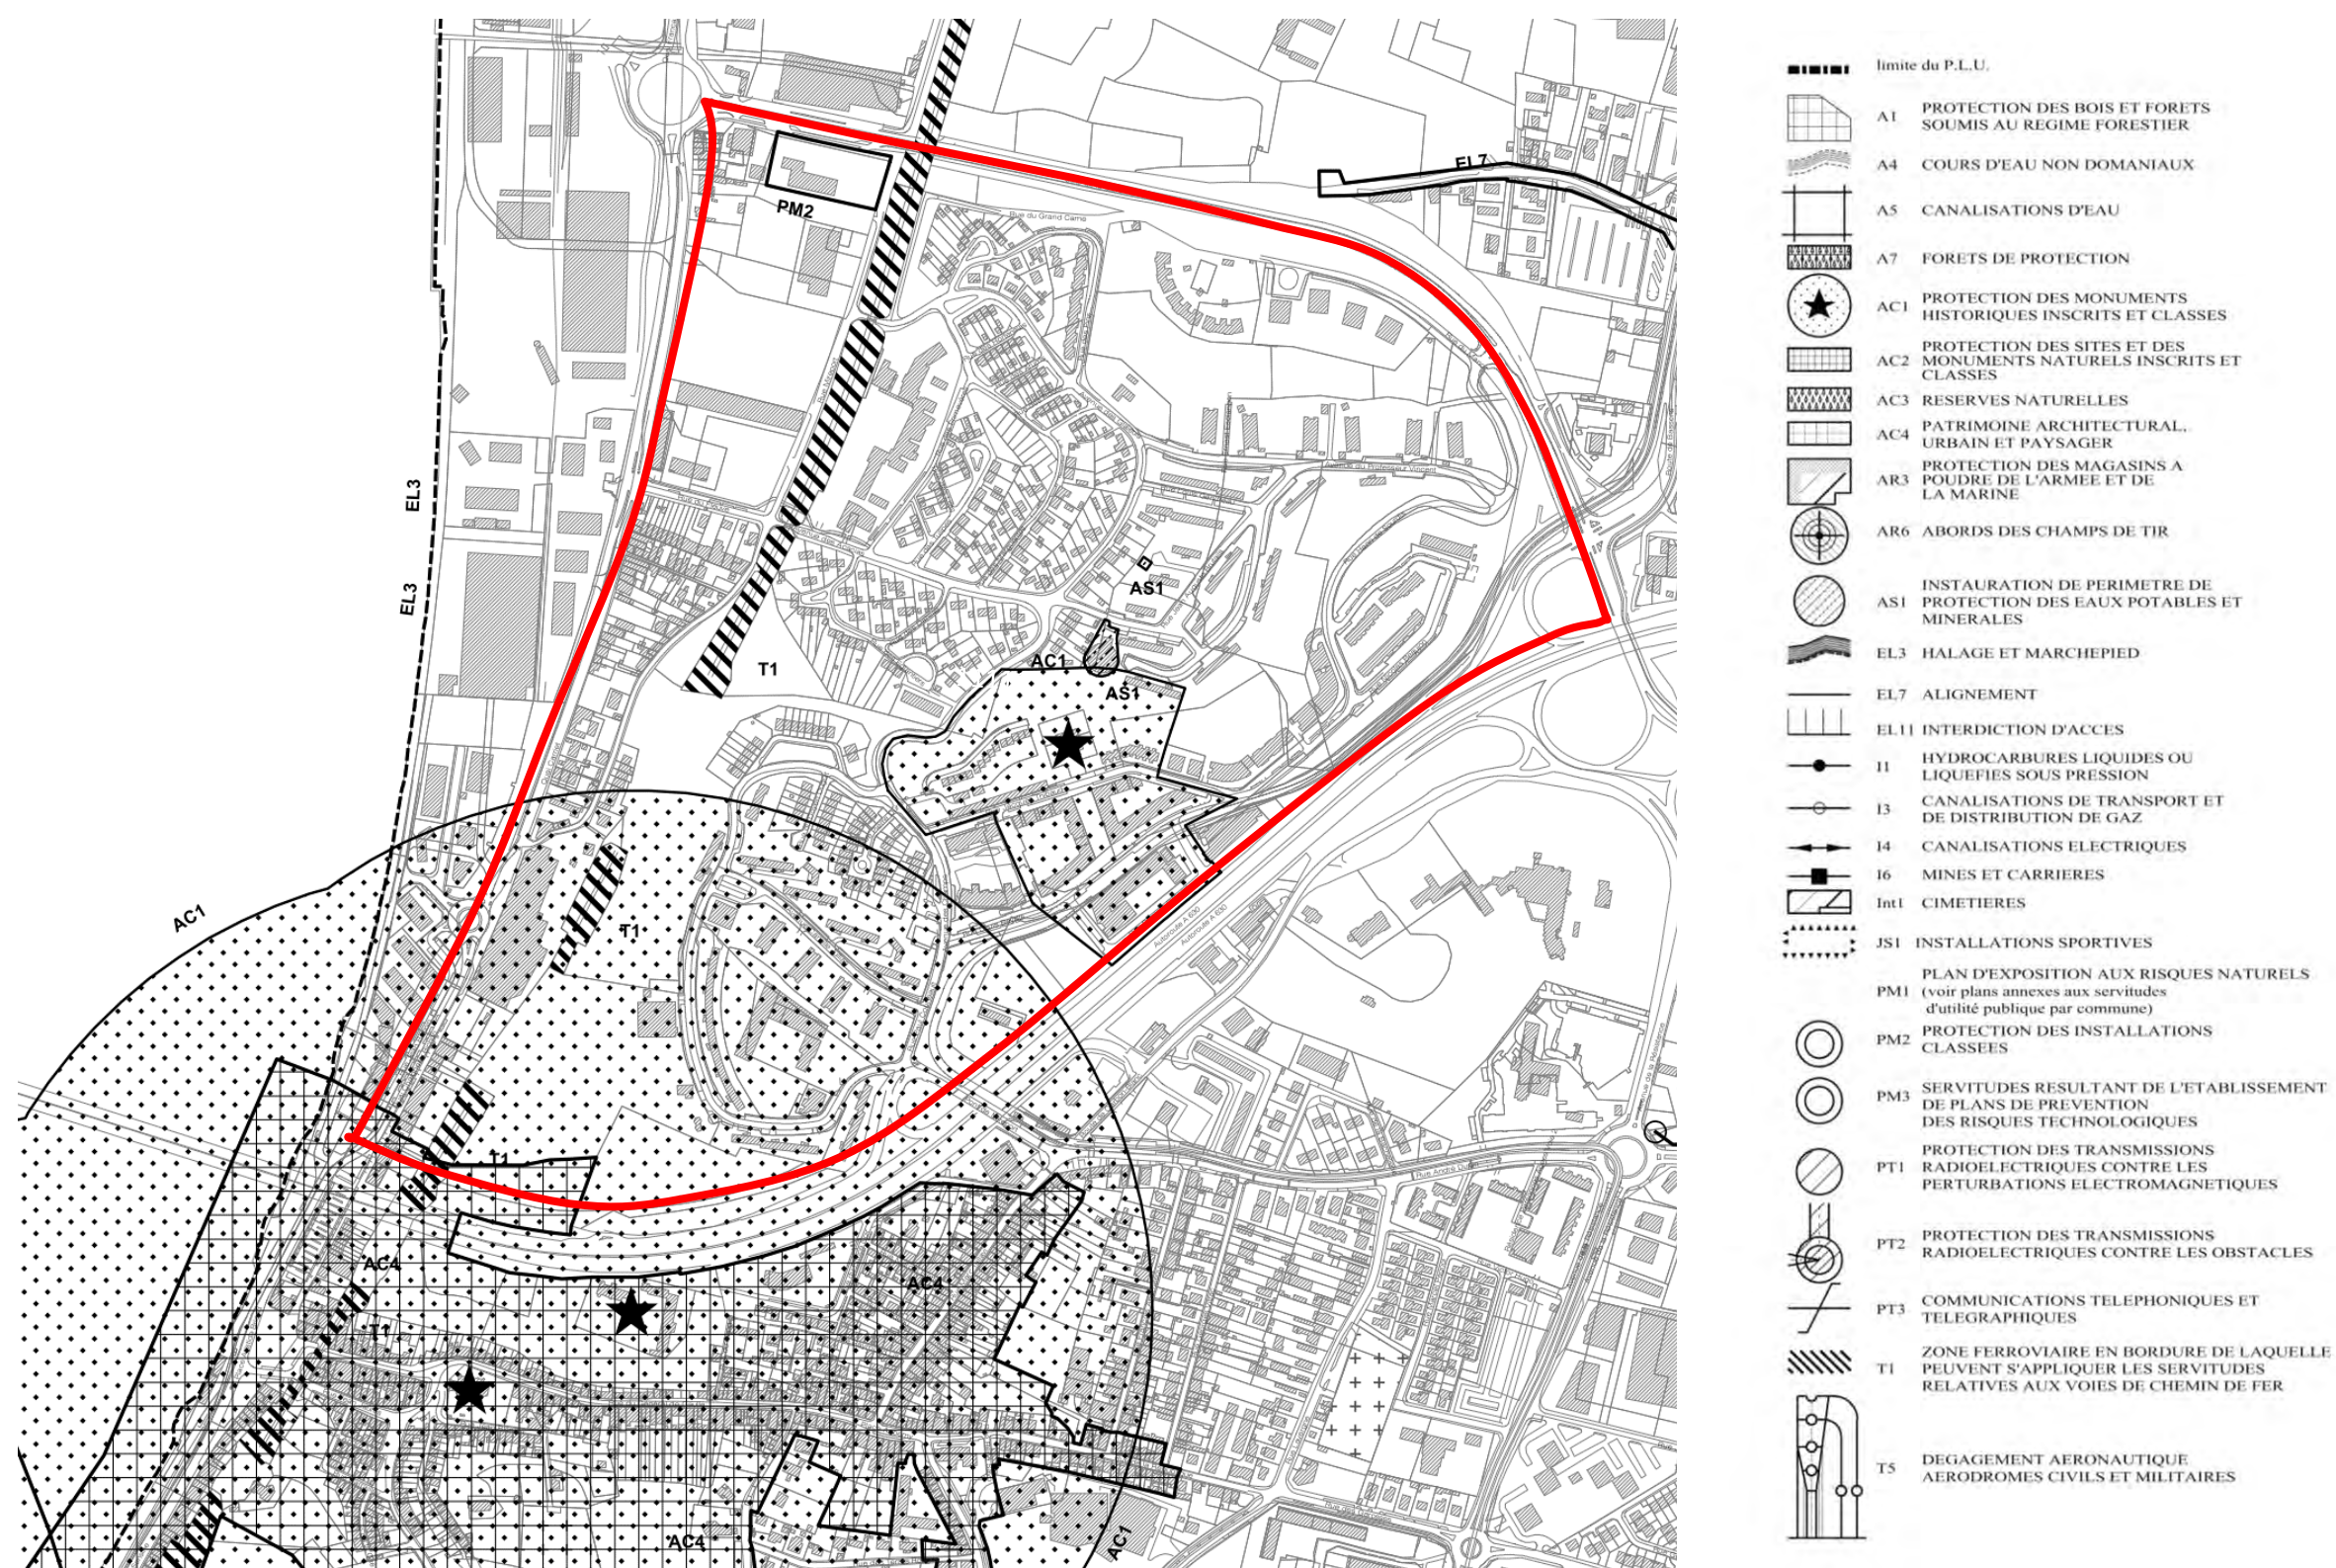 EL7
PM2
Rue du Grand Came
EL3
EL3
AS1
AC1
AS1
T1
Avenue du Professeur Vincent
AC1
T1
Autoroute A 630
Autoroute A 630
T1
AC4
AC4
T1
AC4
AC1
limite du P.L.U.
A1 PROTECTION DES BOIS ET FORETS
SOUMIS AU REGIME FORESTIER
A4 COURS D'EAU NON DOMANIAUX
A5 CANALISATIONS D'EAU
A7 FORETS DE PROTECTION
AC1 PROTECTION DES MONUMENTS
HISTORIQUES INSCRITS ET CLASSES
AC2 PROTECTION DES SITES ET DES
MONUMENTS NATURELS INSCRITS ET
CLASSES
AC3 RESERVES NATURELLES
AC4 PATRIMOINE ARCHITECTURAL,
URBAIN ET PAYSAGER
AR3 PROTECTION DES MAGASINS A
POUDRE DE L'ARMEE ET DE
LA MARINE
AR6 ABORDS DES CHAMPS DE TIR
AS1 INSTAURATION DE PERIMETRE DE
PROTECTION DES EAUX POTABLES ET
MINERALES
EL3 HALAGE ET MARCHEPIED
EL7 ALIGNEMENT
EL11 INTERDICTION D'ACCES
I1 HYDROCARBURES LIQUIDES OU
LIQUEFIES SOUS PRESSION
I3 CANALISATIONS DE TRANSPORT ET
DE DISTRIBUTION DE GAZ
I4 CANALISATIONS ELECTRIQUES
I6 MINES ET CARRIERES
Int1 CIMETIERES
JS1 INSTALLATIONS SPORTIVES
PM1 PLAN D'EXPOSITION AUX RISQUES NATURELS
(voir plans annexes aux servitudes
d'utilité publique par commune)
PM2 PROTECTION DES INSTALLATIONS
CLASSEES
PM3 SERVITUDES RESULTANT DE L'ETABLISSEMENT
DE PLANS DE PREVENTION
DES RISQUES TECHNOLOGIQUES
PT1 PROTECTION DES TRANSMISSIONS
RADIOELECTRIQUES CONTRE LES
PERTURBATIONS ELECTROMAGNETIQUES
PT2 PROTECTION DES TRANSMISSIONS
RADIOELECTRIQUES CONTRE LES OBSTACLES
PT3 COMMUNICATIONS TELEPHONIQUES ET
TELEGRAPHIQUES
T1 ZONE FERROVIAIRE EN BORDURE DE LAQUELLE
PEUVENT S'APPLIQUER LES SERVITUDES
RELATIVES AUX VOIES DE CHEMIN DE FER
T5 DEGAGEMENT AERONAUTIQUE
AERODROMES CIVILS ET MILITAIRES